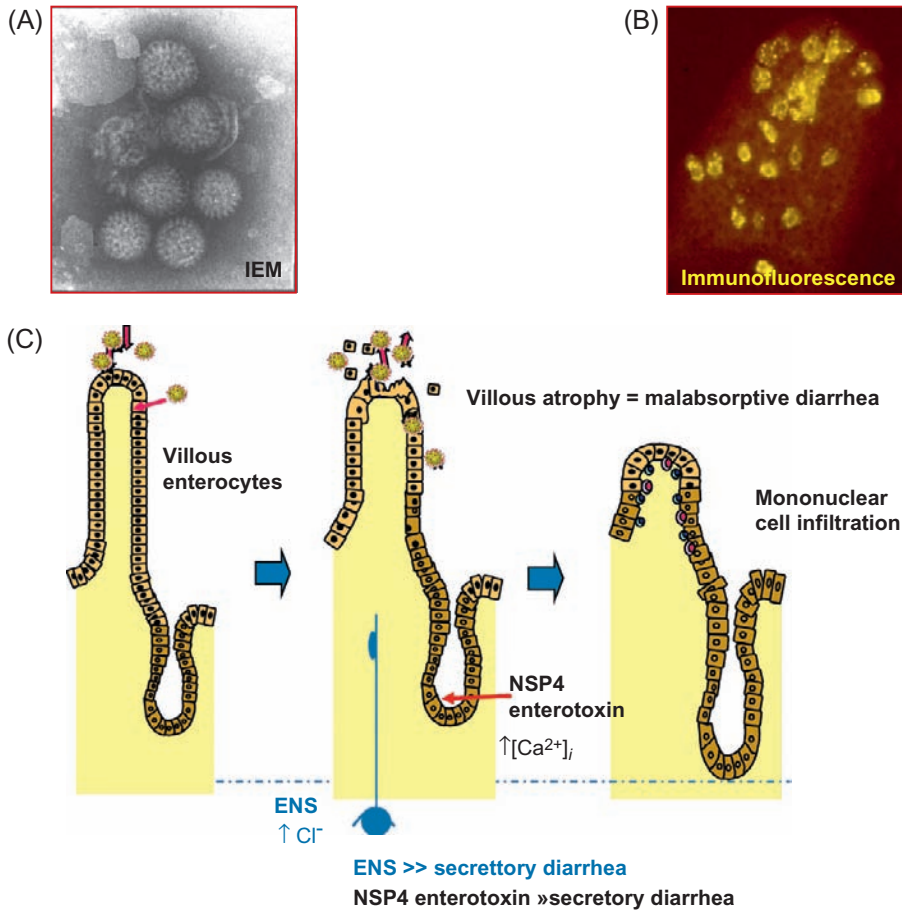 (A)
IEM
(B)
Immunofluorescence
(C)
Villous atrophy = malabsorptive diarrhea
Villous
enterocytes
Mononuclear
cell infiltration
NSP4
enterotoxin
↑[Ca²⁺]ᵢ
ENS
↑ Cl⁻
ENS >> secrettory diarrhea
NSP4 enterotoxin »secretory diarrhea